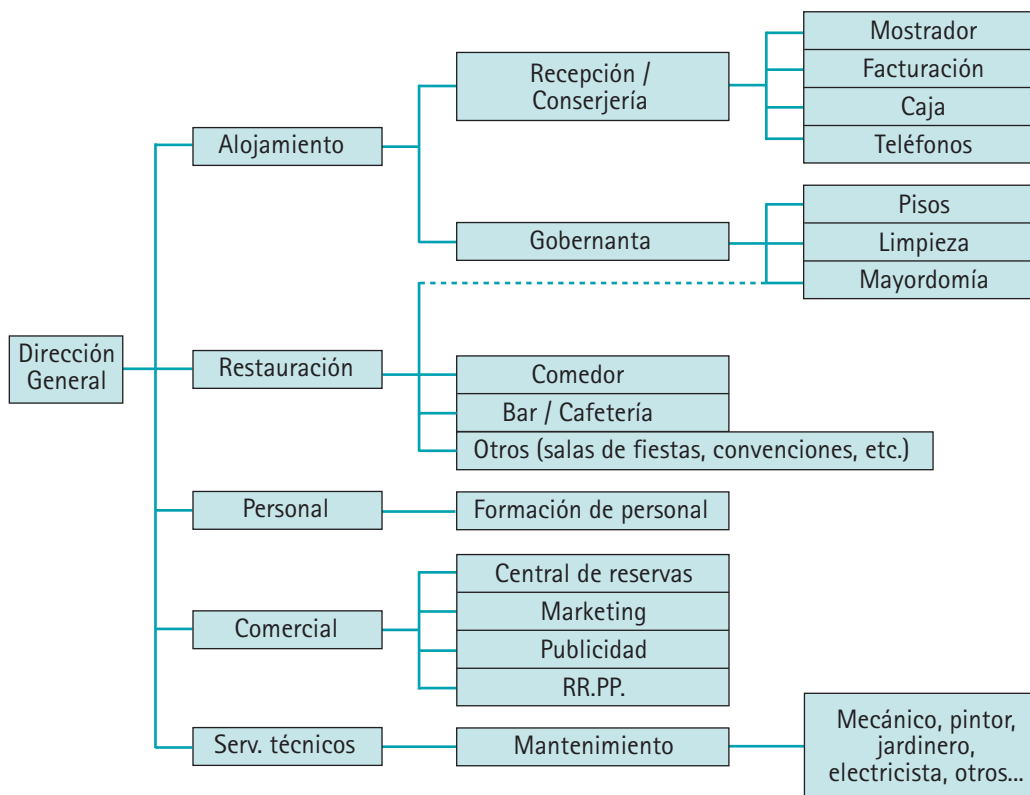 Dirección
General
Alojamiento
Recepción /
Conserjería
Mostrador
Facturación
Caja
Teléfonos
Gobernanta
Pisos
Limpieza
Mayordomía
Restauración
Comedor
Bar / Cafetería
Otros (salas de fiestas, convenciones, etc.)
Personal
Formación de personal
Comercial
Central de reservas
Marketing
Publicidad
RR.PP.
Serv. técnicos
Mantenimiento
Mecánico, pintor,
jardinero,
electricista, otros...